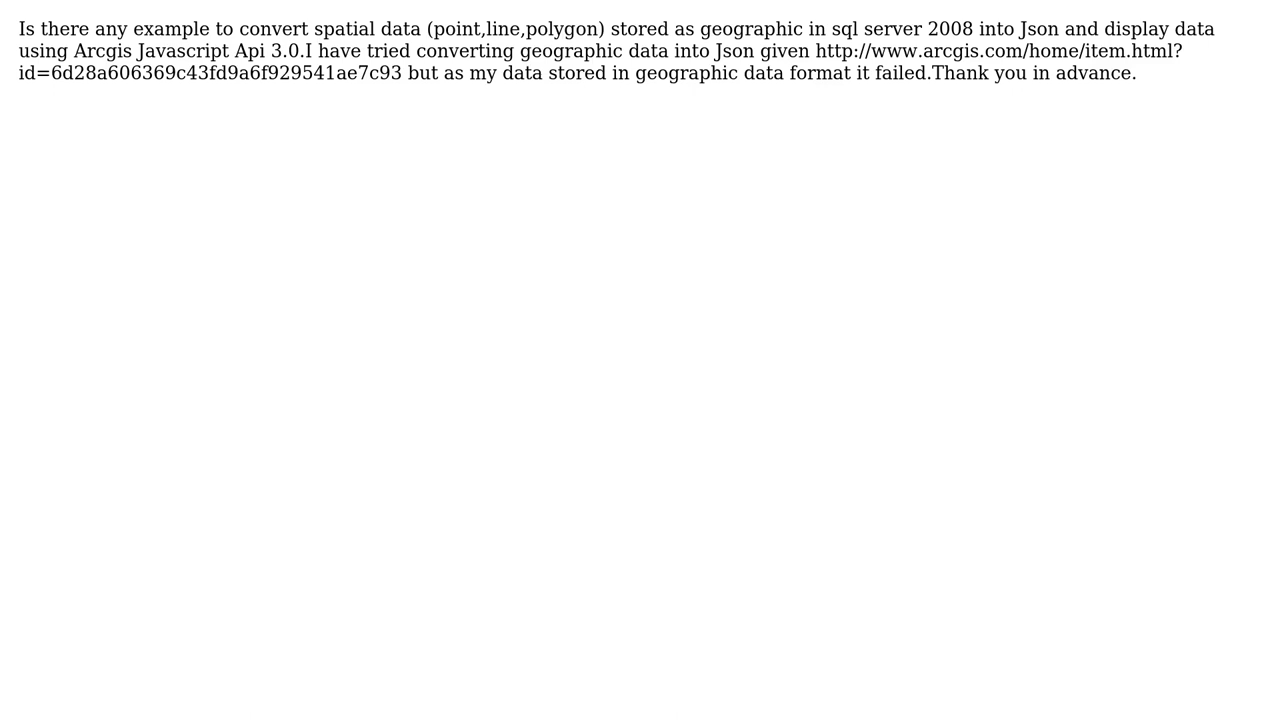 Is there any example to convert spatial data (point,line,polygon) stored as geographic in sql server 2008 into Json and display data
using Arcgis Javascript Api 3.0.I have tried converting geographic data into Json given http://www.arcgis.com/home/item.html?
id=6d28a606369c43fd9a6f929541ae7c93 but as my data stored in geographic data format it failed.Thank you in advance.